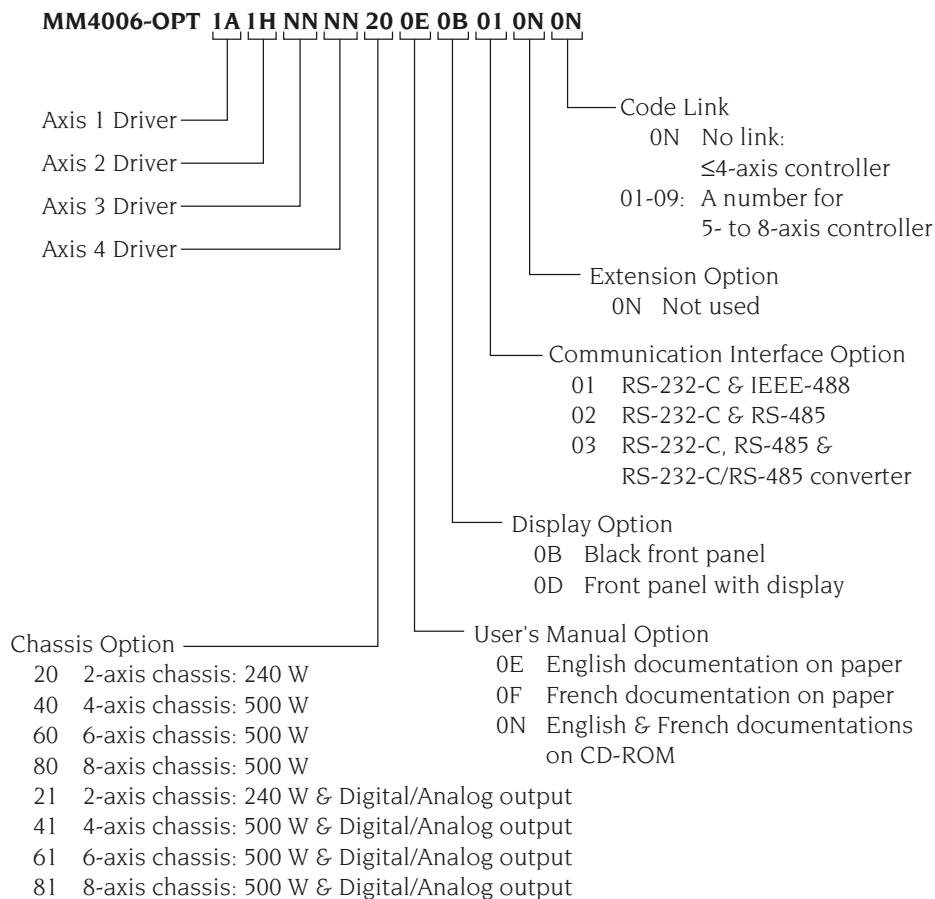 MM4006-OPT 1A 1H NN NN 20 0E 0B 01 0N 0N
Axis 1 Driver
Axis 2 Driver
Axis 3 Driver
Axis 4 Driver
Code Link
0N No link:
≤4-axis controller
01-09: A number for
5- to 8-axis controller
Extension Option
0N Not used
Communication Interface Option
01 RS-232-C & IEEE-488
02 RS-232-C & RS-485
03 RS-232-C, RS-485 &
RS-232-C/RS-485 converter
Display Option
0B Black front panel
0D Front panel with display
User's Manual Option
0E English documentation on paper
0F French documentation on paper
0N English & French documentations
on CD-ROM
Chassis Option
20 2-axis chassis: 240 W
40 4-axis chassis: 500 W
60 6-axis chassis: 500 W
80 8-axis chassis: 500 W
21 2-axis chassis: 240 W & Digital/Analog output
41 4-axis chassis: 500 W & Digital/Analog output
61 6-axis chassis: 500 W & Digital/Analog output
81 8-axis chassis: 500 W & Digital/Analog output